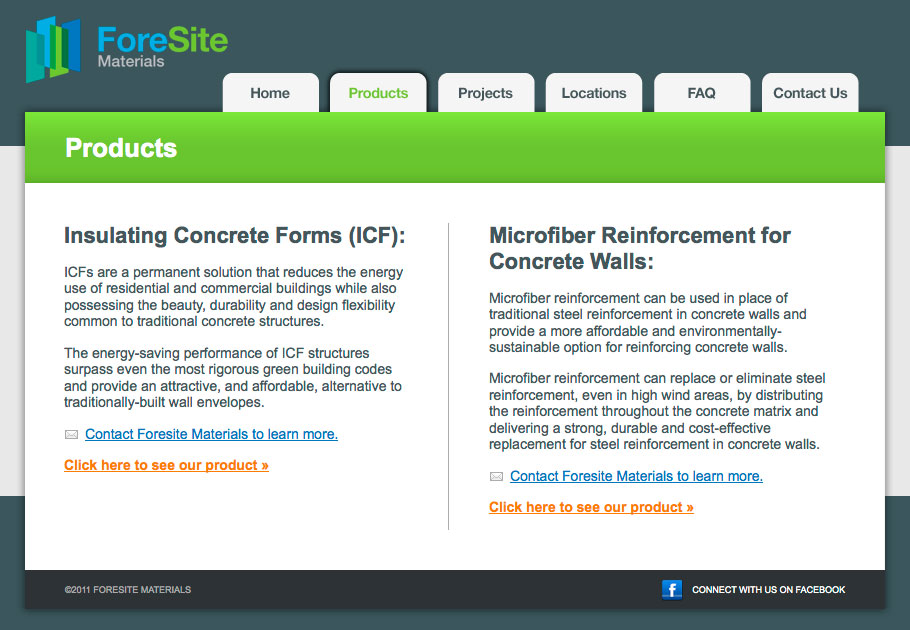 ForeSite
Materials
Home
Products
Projects
Locations
FAQ
Contact Us
Products
Insulating Concrete Forms (ICF):
ICFs are a permanent solution that reduces the energy
use of residential and commercial buildings while also
possessing the beauty, durability and design flexibility
common to traditional concrete structures.
The energy-saving performance of ICF structures
surpass even the most rigorous green building codes
and provide an attractive, and affordable, alternative to
traditionally-built wall envelopes.
Contact Foresite Materials to learn more.
Click here to see our product »
Microfiber Reinforcement for
Concrete Walls:
Microfiber reinforcement can be used in place of
traditional steel reinforcement in concrete walls and
provide a more affordable and environmentally-
sustainable option for reinforcing concrete walls.
Microfiber reinforcement can replace or eliminate steel
reinforcement, even in high wind areas, by distributing
the reinforcement throughout the concrete matrix and
delivering a strong, durable and cost-effective
replacement for steel reinforcement in concrete walls.
Contact Foresite Materials to learn more.
Click here to see our product »
©2011 FORESITE MATERIALS
f CONNECT WITH US ON FACEBOOK